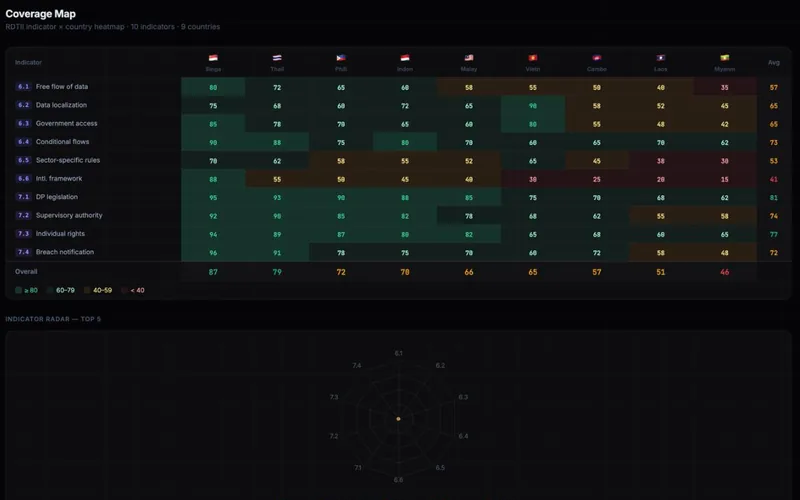 Coverage Map
RDTII indicator × country heatmap · 10 indicators · 9 countries
Indicator Singa Thail Phili Indon Malay Vietn Cambo Laos Myanm Avg
6.1 Free flow of data 80 72 65 60 58 55 50 40 35 57
6.2 Data localization 75 68 60 72 65 90 58 52 45 65
6.3 Government access 85 78 70 65 60 80 55 48 42 65
6.4 Conditional flows 90 88 75 80 70 60 65 70 62 73
6.5 Sector-specific rules 70 62 58 55 52 65 45 38 30 53
6.6 Intl. framework 88 55 50 45 40 30 25 20 15 41
7.1 DP legislation 95 93 90 88 85 75 70 68 62 81
7.2 Supervisory authority 92 90 85 82 78 68 62 55 58 74
7.3 Individual rights 94 89 87 80 82 65 68 60 65 77
7.4 Breach notification 96 91 78 75 70 60 72 58 48 72
Overall 87 79 72 70 66 65 57 51 46
≥ 80 60–79 40–59 < 40
INDICATOR RADAR — TOP 5
6.1
7.4 6.2
7.3 6.3
7.2 6.4
7.1 6.5
6.6